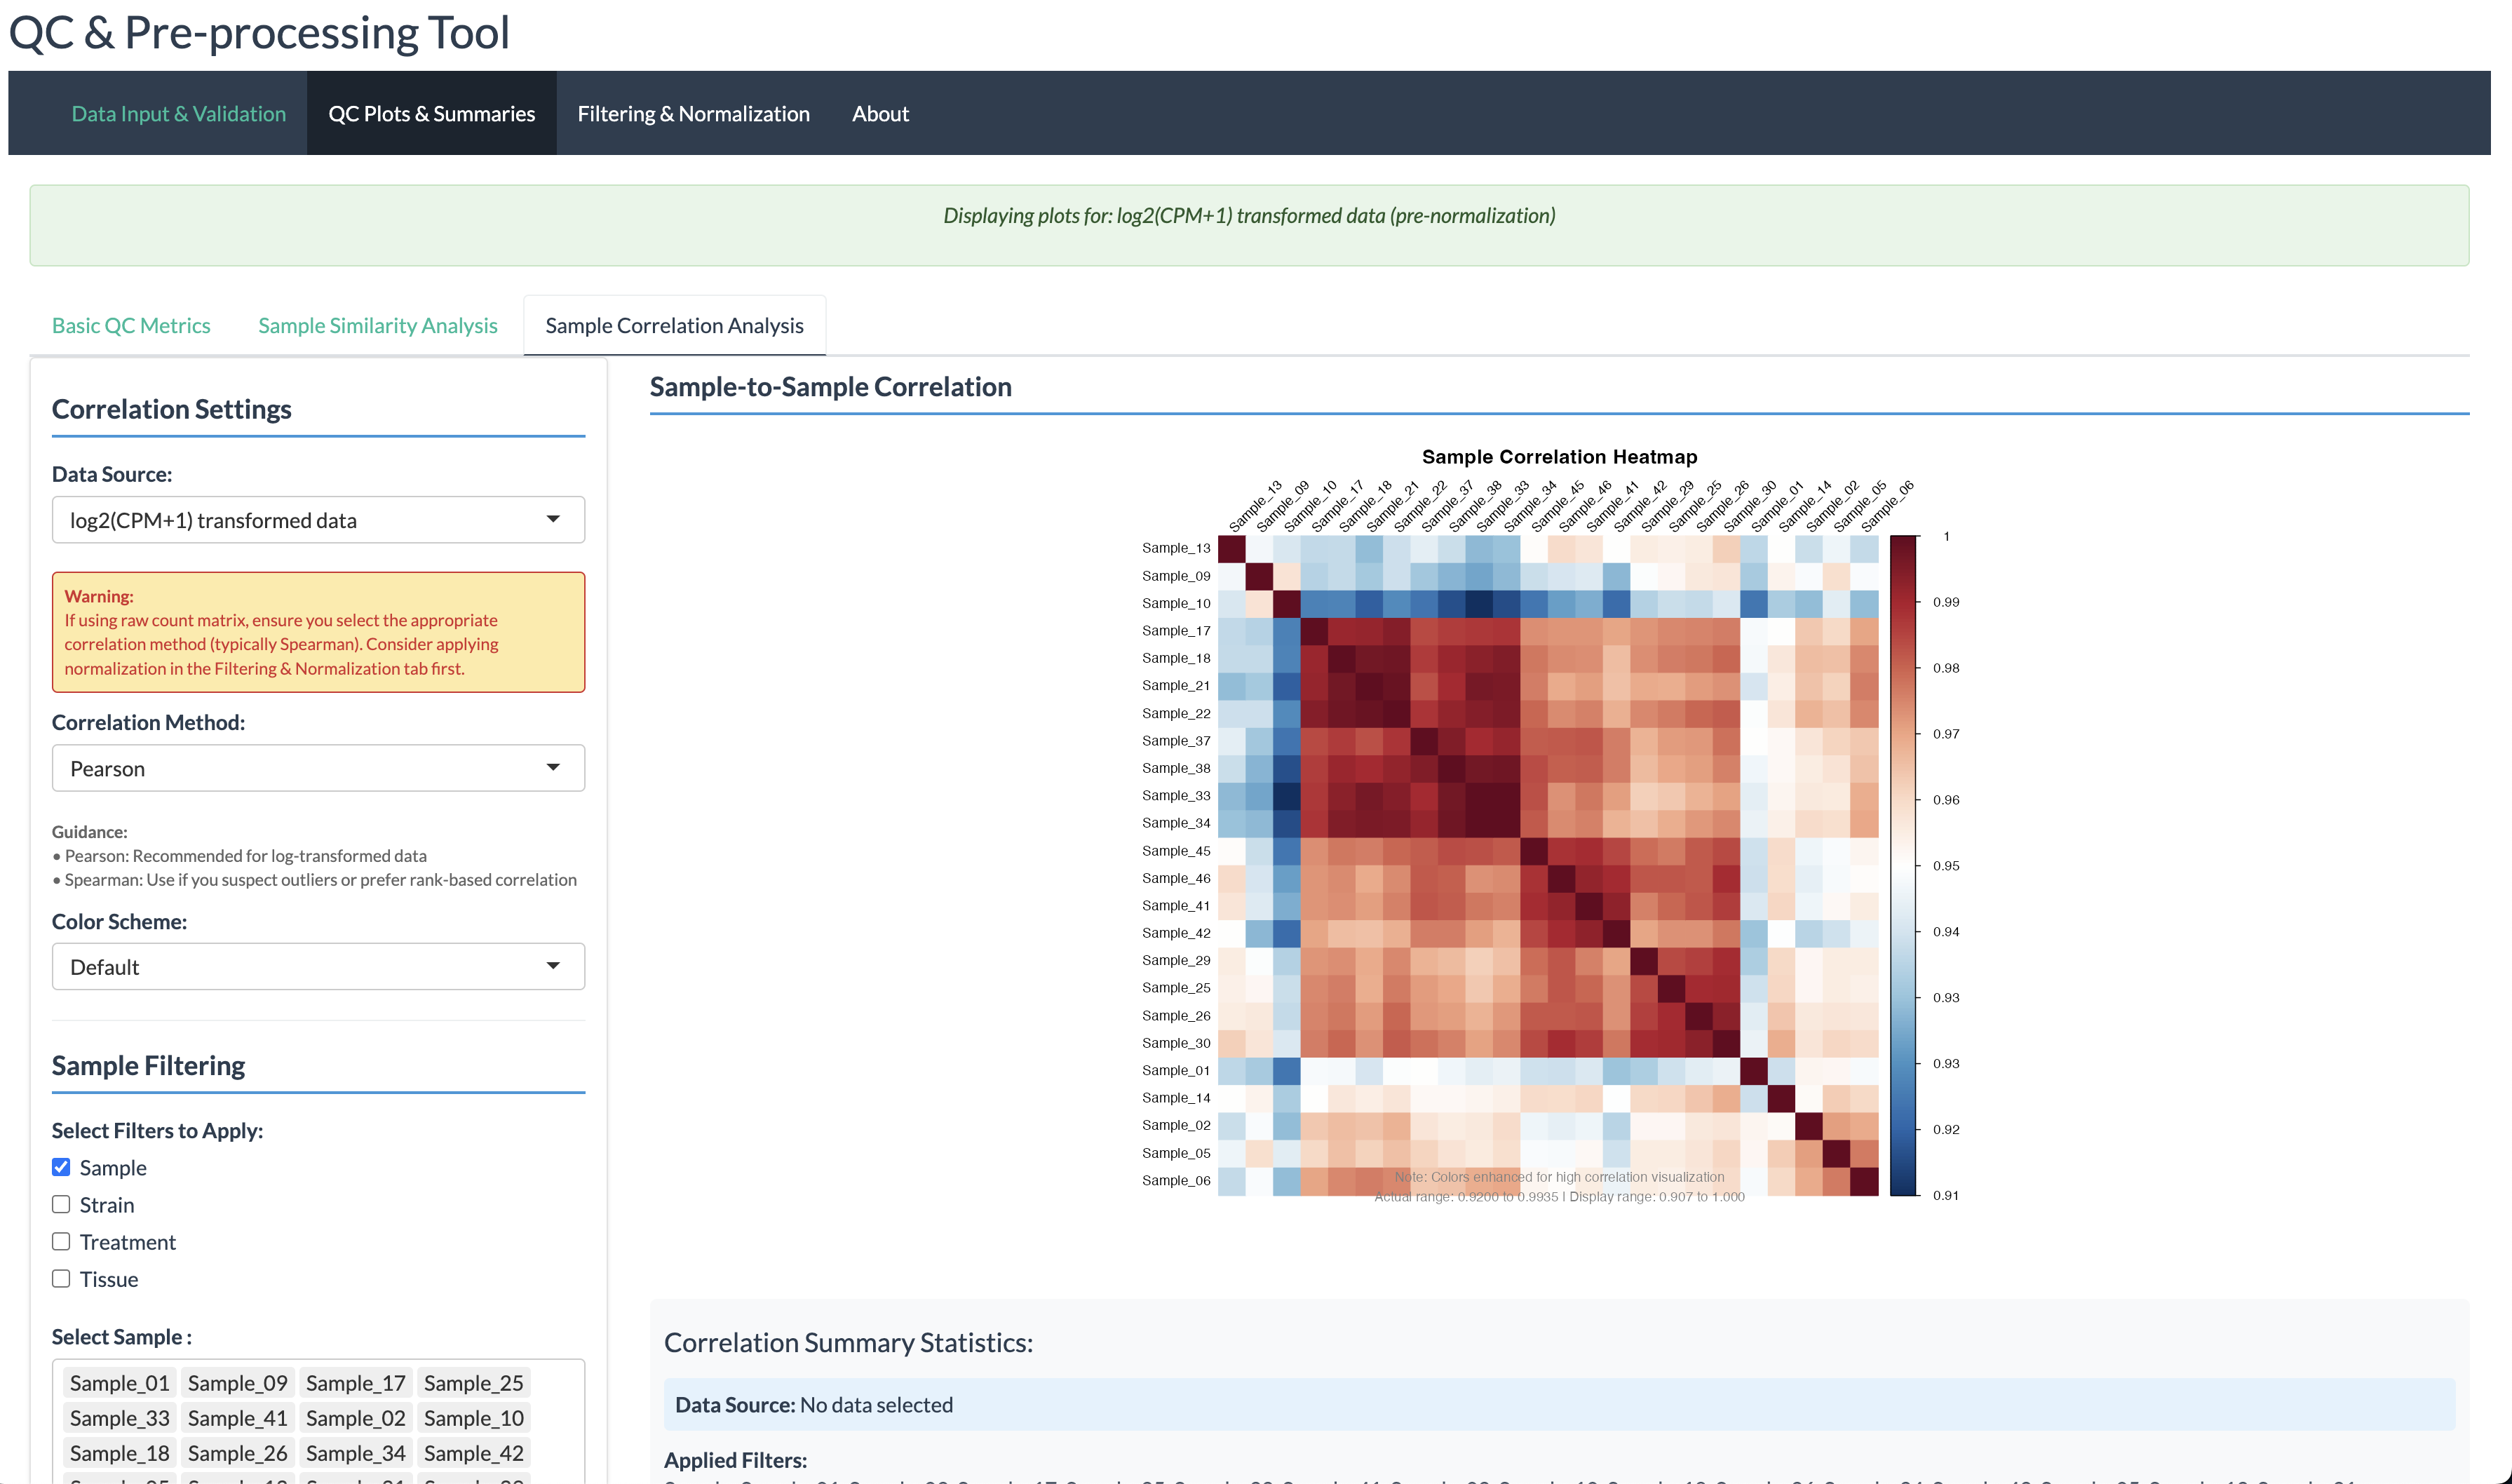 QC & Pre-processing Tool
Data Input & Validation
QC Plots & Summaries
Filtering & Normalization
About
Displaying plots for: log2(CPM+1) transformed data (pre-normalization)
Basic QC Metrics
Sample Similarity Analysis
Sample Correlation Analysis
Correlation Settings
Data Source:
log2(CPM+1) transformed data
Warning:
If using raw count matrix, ensure you select the appropriate
correlation method (typically Spearman). Consider applying
normalization in the Filtering & Normalization tab first.
Correlation Method:
Pearson
Guidance:
• Pearson: Recommended for log-transformed data
• Spearman: Use if you suspect outliers or prefer rank-based correlation
Color Scheme:
Default
Sample Filtering
Select Filters to Apply:
Sample
Strain
Treatment
Tissue
Select Sample :
Sample_01 Sample_09 Sample_17 Sample_25
Sample_33 Sample_41 Sample_02 Sample_10
Sample_18 Sample_26 Sample_34 Sample_42
Sample-to-Sample Correlation
Sample Correlation Heatmap
Sample_13
Sample_09
Sample_10
Sample_17
Sample_18
Sample_21
Sample_22
Sample_37
Sample_38
Sample_33
Sample_34
Sample_45
Sample_46
Sample_41
Sample_42
Sample_29
Sample_25
Sample_26
Sample_30
Sample_01
Sample_14
Sample_02
Sample_05
Sample_06
Sample_13
Sample_09
Sample_10
Sample_17
Sample_18
Sample_21
Sample_22
Sample_37
Sample_38
Sample_33
Sample_34
Sample_45
Sample_46
Sample_41
Sample_42
Sample_29
Sample_25
Sample_26
Sample_30
Sample_01
Sample_14
Sample_02
Sample_05
Sample_06
1
0.99
0.98
0.97
0.96
0.95
0.94
0.93
0.93
0.92
0.91
Note: Colors enhanced for high correlation visualization
Actual range: 0.9200 to 0.9935 | Display range: 0.907 to 1.000
Correlation Summary Statistics:
Data Source: No data selected
Applied Filters: